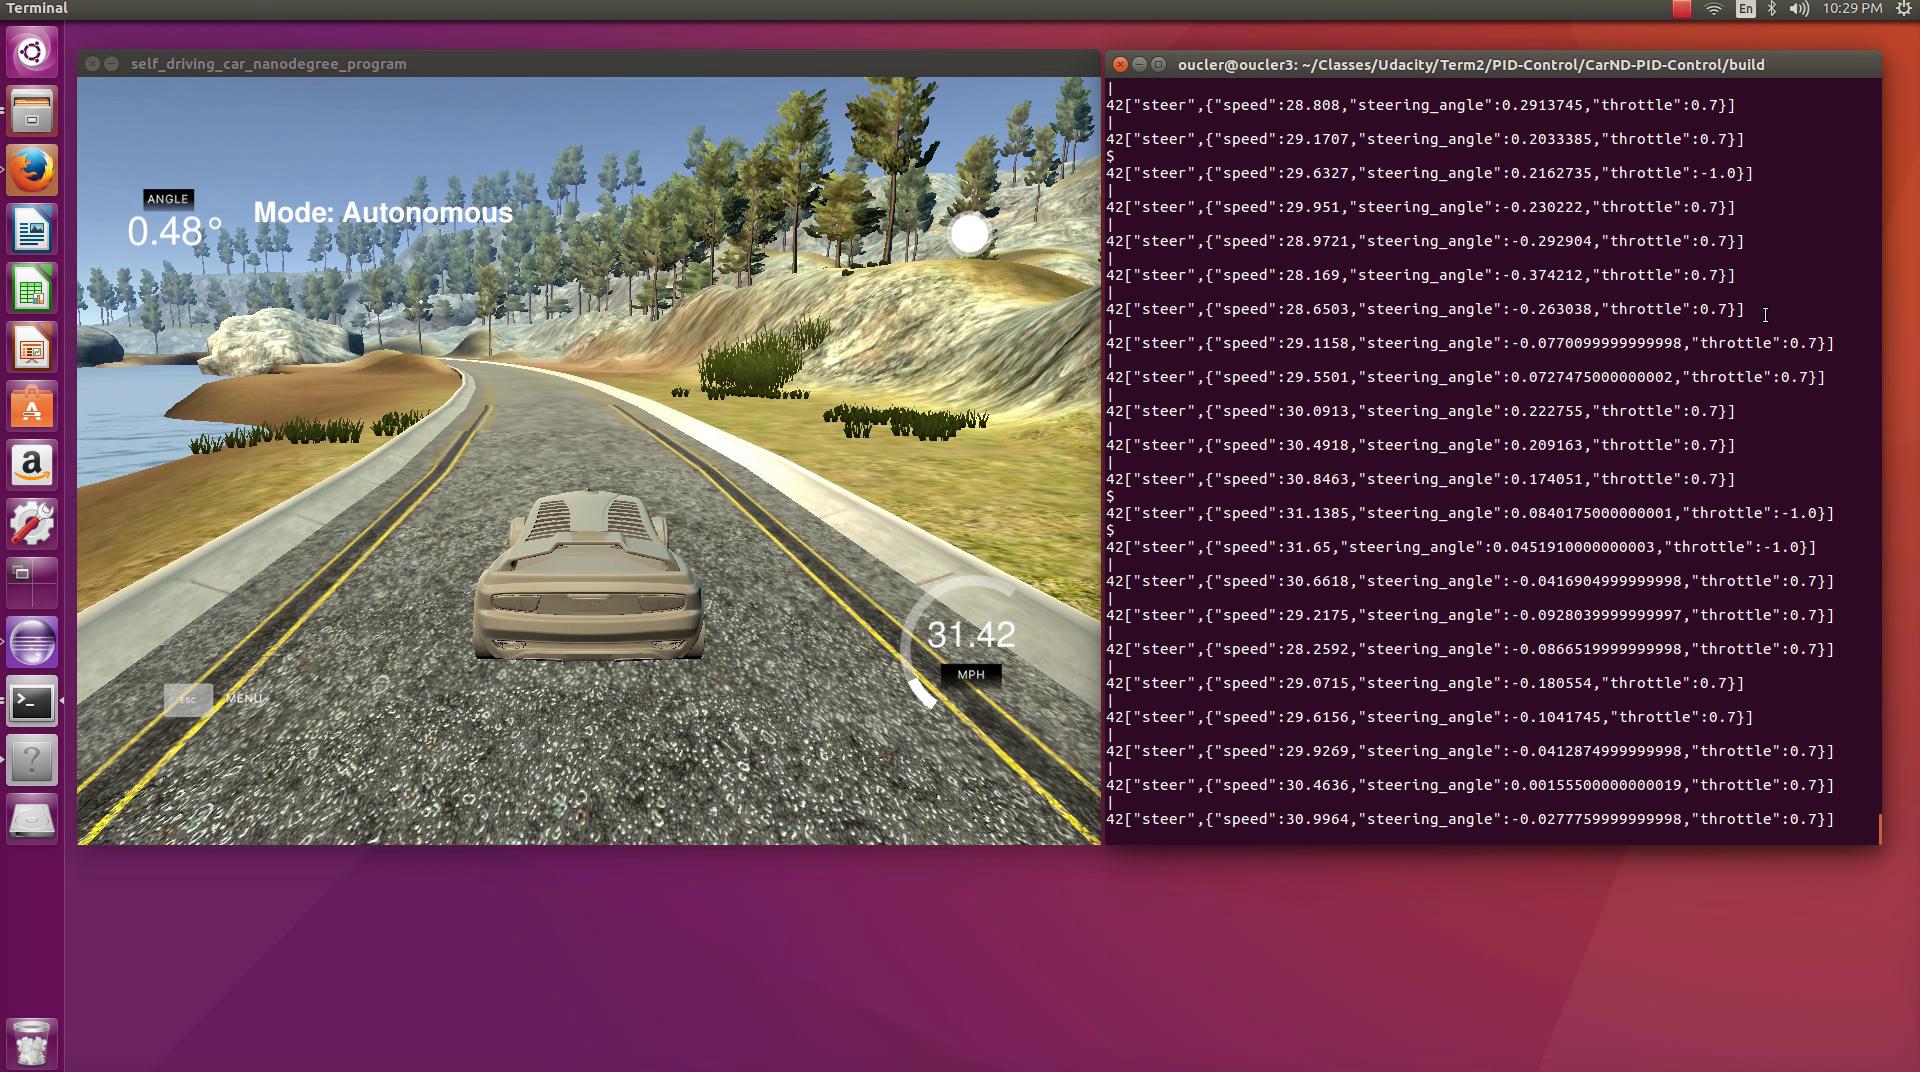 Terminal
En
10:29 PM
self_driving_car_nanodegree_program
ANGLE
0.48°
Mode: Autonomous
31.42
MPH
ESC
MENU
oucler@oucler3: ~/Classes/Udacity/Term2/PID-Control/CarND-PID-Control/build
|
42["steer",{"speed":28.808,"steering_angle":0.2913745,"throttle":0.7}]
|
42["steer",{"speed":29.1707,"steering_angle":0.2033385,"throttle":0.7}]
$
42["steer",{"speed":29.6327,"steering_angle":0.2162735,"throttle":-1.0}]
|
42["steer",{"speed":29.951,"steering_angle":-0.230222,"throttle":0.7}]
|
42["steer",{"speed":28.9721,"steering_angle":-0.292904,"throttle":0.7}]
|
42["steer",{"speed":28.169,"steering_angle":-0.374212,"throttle":0.7}]
|
42["steer",{"speed":28.6503,"steering_angle":-0.263038,"throttle":0.7}]
|
42["steer",{"speed":29.1158,"steering_angle":-0.0770099999999998,"throttle":0.7}]
|
42["steer",{"speed":29.5501,"steering_angle":0.0727475000000002,"throttle":0.7}]
|
42["steer",{"speed":30.0913,"steering_angle":0.222755,"throttle":0.7}]
|
42["steer",{"speed":30.4918,"steering_angle":0.209163,"throttle":0.7}]
|
42["steer",{"speed":30.8463,"steering_angle":0.174051,"throttle":0.7}]
$
42["steer",{"speed":31.1385,"steering_angle":0.0840175000000001,"throttle":-1.0}]
$
42["steer",{"speed":31.65,"steering_angle":0.0451910000000003,"throttle":-1.0}]
|
42["steer",{"speed":30.6618,"steering_angle":-0.0416904999999998,"throttle":0.7}]
|
42["steer",{"speed":29.2175,"steering_angle":-0.0928039999999997,"throttle":0.7}]
|
42["steer",{"speed":28.2592,"steering_angle":-0.0866519999999998,"throttle":0.7}]
|
42["steer",{"speed":29.0715,"steering_angle":-0.180554,"throttle":0.7}]
|
42["steer",{"speed":29.6156,"steering_angle":-0.1041745,"throttle":0.7}]
|
42["steer",{"speed":29.9269,"steering_angle":-0.0412874999999998,"throttle":0.7}]
|
42["steer",{"speed":30.4636,"steering_angle":0.00155500000000019,"throttle":0.7}]
|
42["steer",{"speed":30.9964,"steering_angle":-0.0277759999999998,"throttle":0.7}]